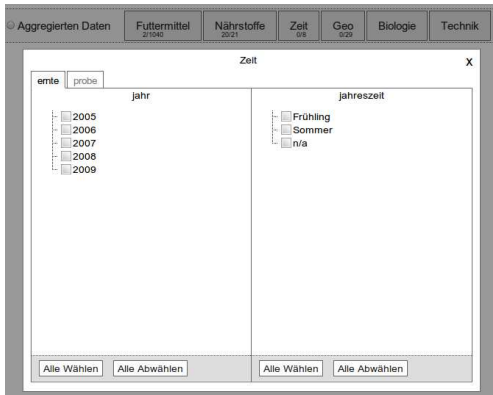 Aggregierten Daten Futtermittel Nährstoffe Zeit Geo Biologie Technik
2/1040 20/21 0/8 0/29
Zeit X
ernte probe
jahr jahreszeit
2005 Frühling
2006 Sommer
2007 n/a
2008
2009
Alle Wählen Alle Abwählen Alle Wählen Alle Abwählen